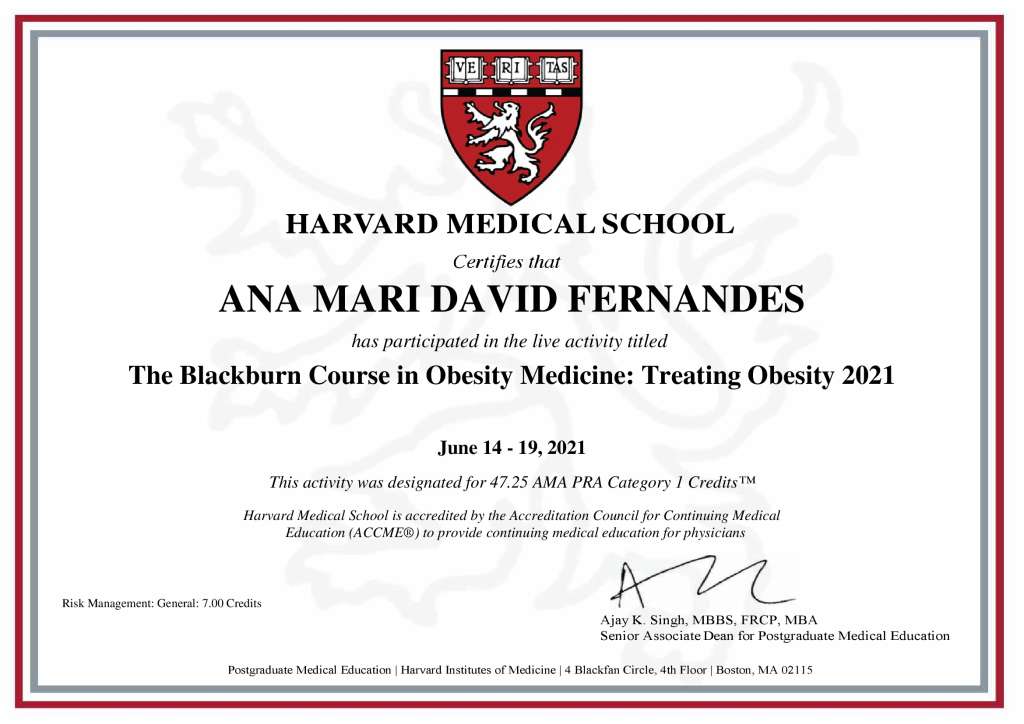 VE RI TAS
HARVARD MEDICAL SCHOOL
Certifies that
ANA MARI DAVID FERNANDES
has participated in the live activity titled
The Blackburn Course in Obesity Medicine: Treating Obesity 2021
June 14 - 19, 2021
This activity was designated for 47.25 AMA PRA Category 1 Credits™
Harvard Medical School is accredited by the Accreditation Council for Continuing Medical
Education (ACCME®) to provide continuing medical education for physicians
Risk Management: General: 7.00 Credits
Ajay K. Singh, MBBS, FRCP, MBA
Senior Associate Dean for Postgraduate Medical Education
Postgraduate Medical Education | Harvard Institutes of Medicine | 4 Blackfan Circle, 4th Floor | Boston, MA 02115